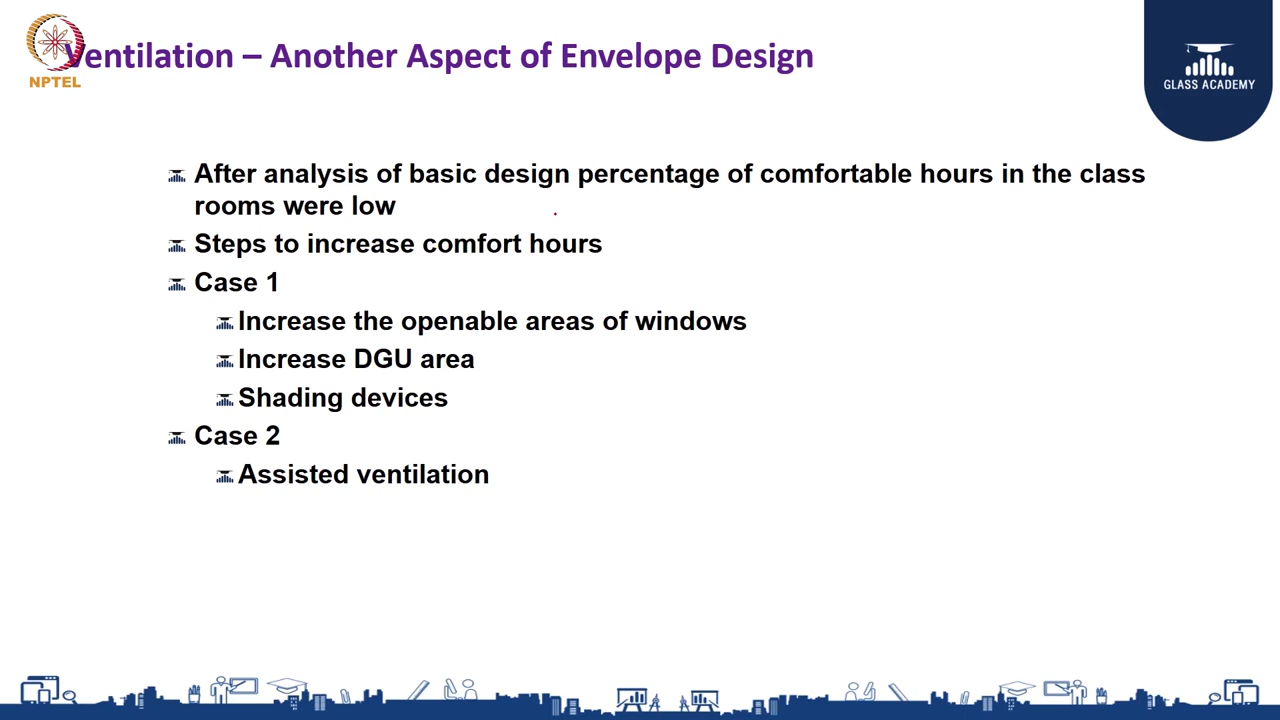 Ventilation – Another Aspect of Envelope Design
NPTEL
GLASS ACADEMY
After analysis of basic design percentage of comfortable hours in the class
rooms were low
Steps to increase comfort hours
Case 1
Increase the openable areas of windows
Increase DGU area
Shading devices
Case 2
Assisted ventilation